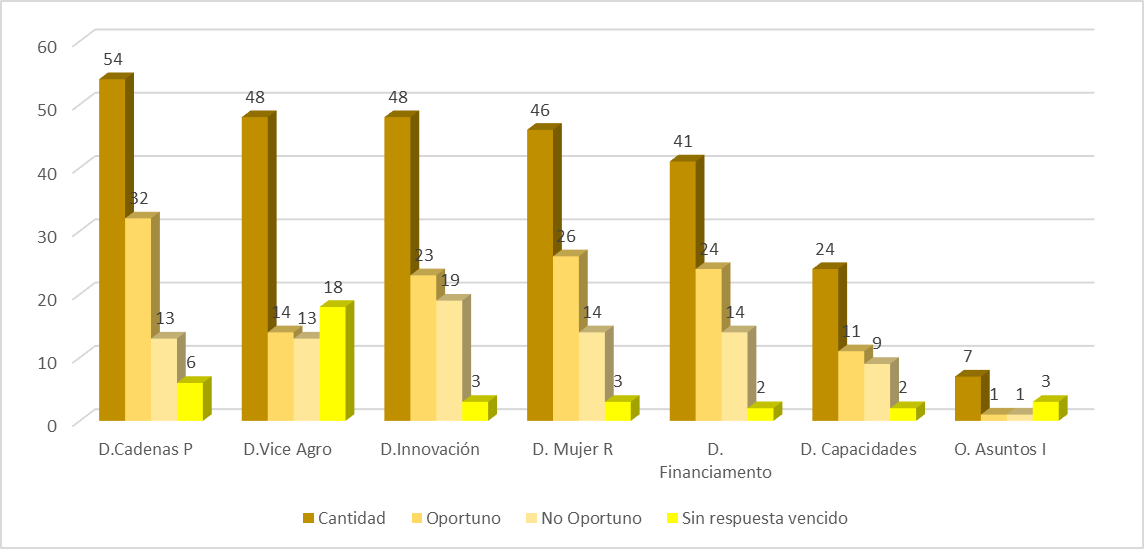 60
50
40
30
20
10
0
54
32
13
6
48
14
13
18
48
23
19
3
46
26
14
3
41
24
14
2
24
11
9
2
7
1
1
3
D.Cadenas P
D.Vice Agro
D.Innovación
D. Mujer R
D.
Financiamento
D. Capacidades
O. Asuntos I
Cantidad
Oportuno
No Oportuno
Sin respuesta vencido